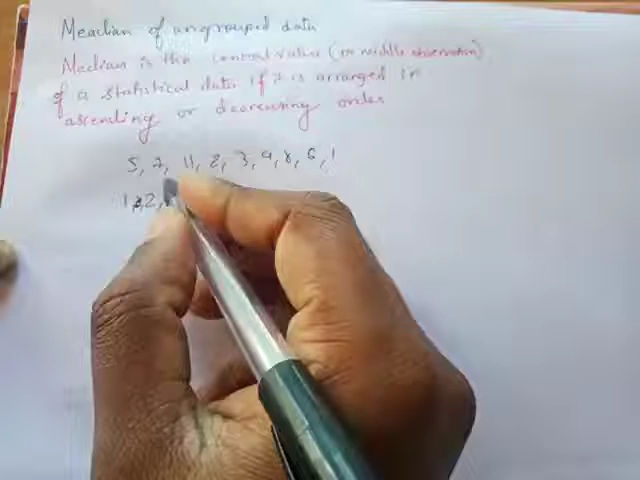 Median of ungrouped data
Median is the central value (or middle observation)
of a statistical data if it is arranged in
ascending or decreasing order
5, 7, 11, 2, 3, 9, 8, 6, 1
1, 2,